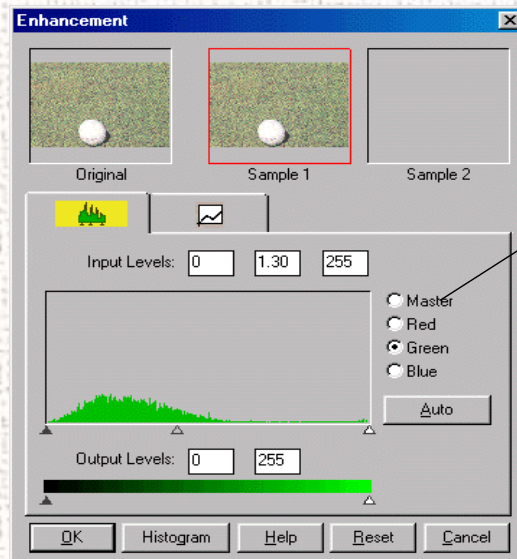 Enhancement
Original Sample 1 Sample 2
Input Levels: 0 1.30 255
Master
Red
Green
Blue
Auto
Output Levels: 0 255
OK Histogram Help Reset Cancel